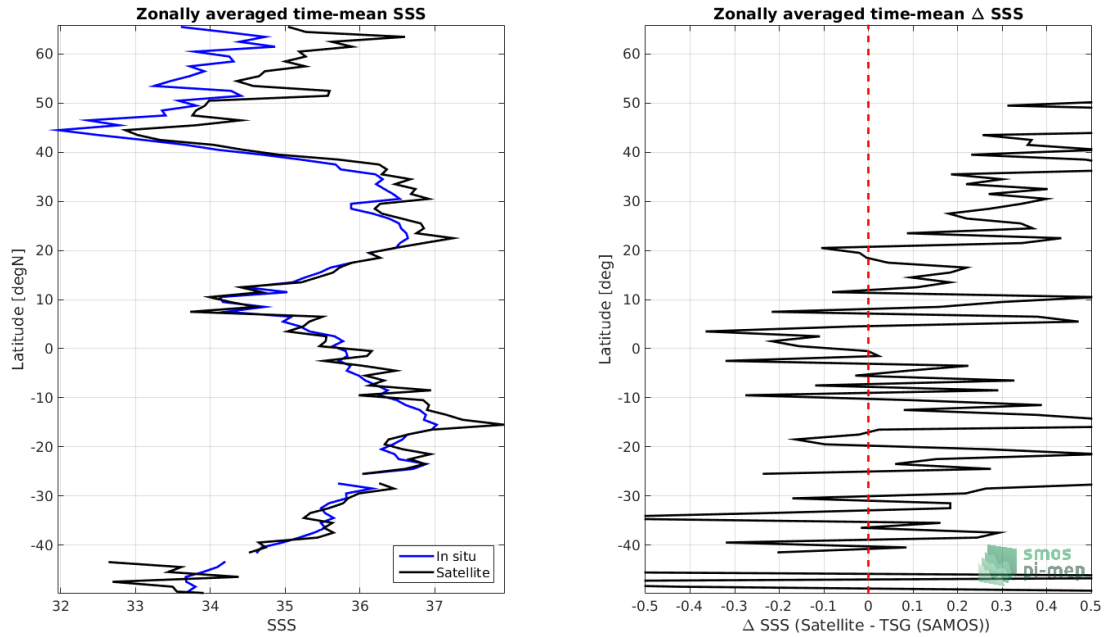 Zonally averaged time-mean SSS
60
50
40
30
20
10
0
-10
-20
-30
-40
Latitude [degN]
32 33 34 35 36 37
SSS
In situ
Satellite
Zonally averaged time-mean Δ SSS
60
50
40
30
20
10
0
-10
-20
-30
-40
Latitude [deg]
-0.5 -0.4 -0.3 -0.2 -0.1 0 0.1 0.2 0.3 0.4 0.5
Δ SSS (Satellite - TSG (SAMOS))
smos
pi-mep